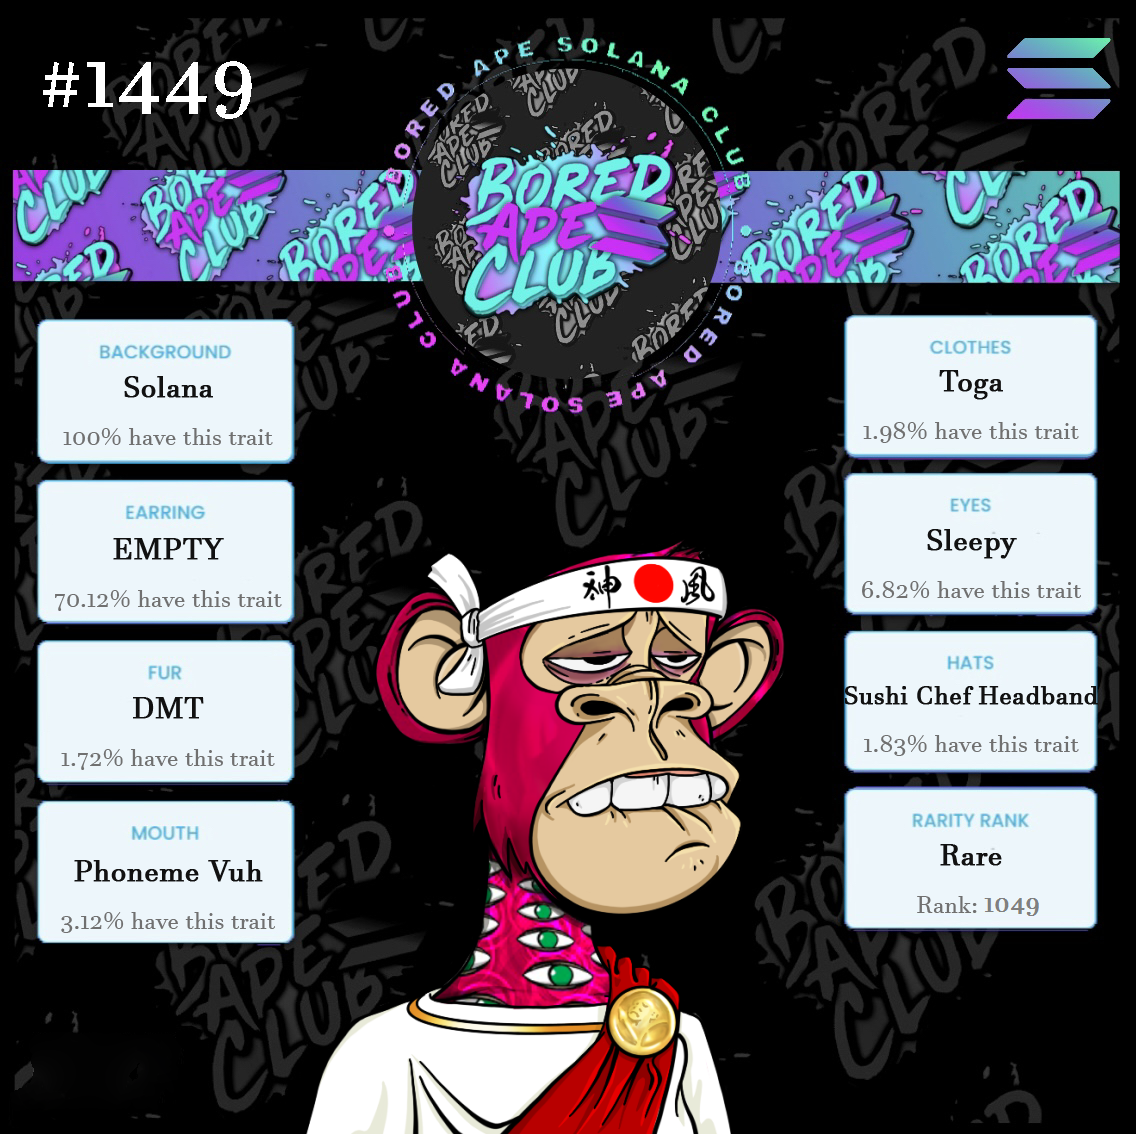 #1449
BORED APE SOLANA CLUB
BORED APE SOLANA CLUB
BORED
APE
CLUB
BACKGROUND
Solana
100% have this trait
EARRING
EMPTY
70.12% have this trait
FUR
DMT
1.72% have this trait
MOUTH
Phoneme Vuh
3.12% have this trait
CLOTHES
Toga
1.98% have this trait
EYES
Sleepy
6.82% have this trait
HATS
Sushi Chef Headband
1.83% have this trait
RARITY RANK
Rare
Rank: 1049
神 風